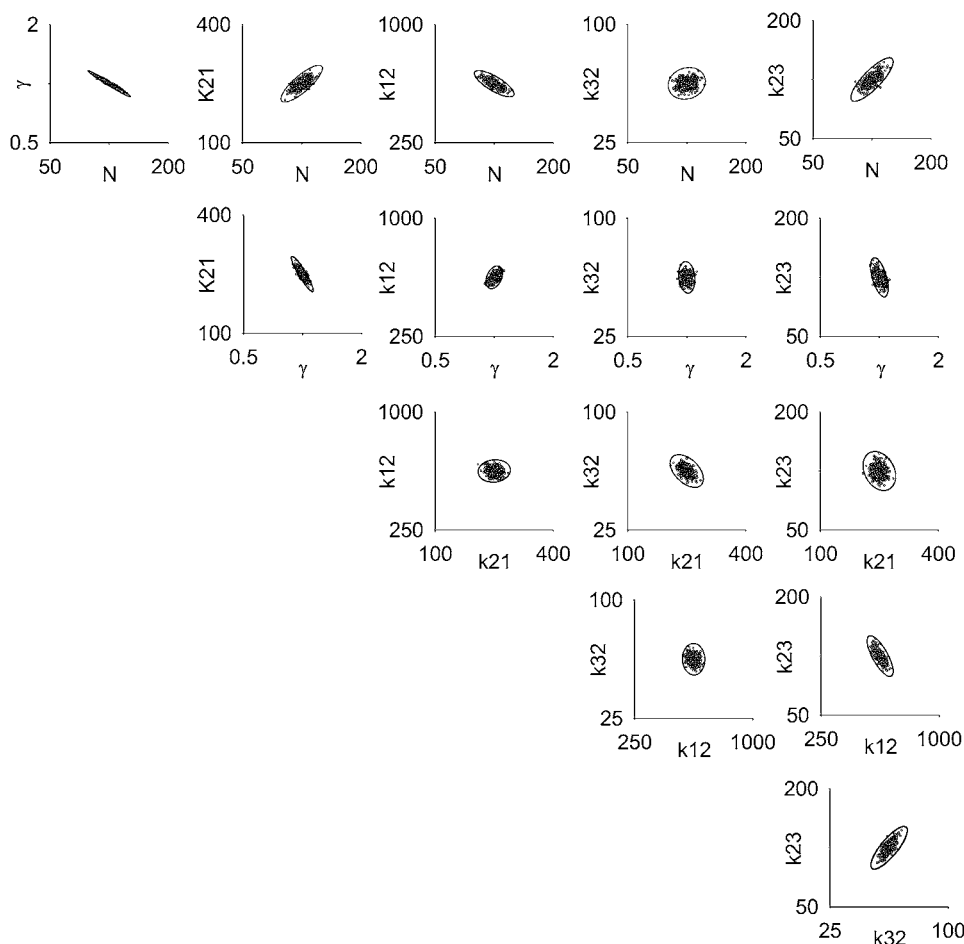 2 400 1000 100 200
γ K21 k12 k32 k23
0.5 100 250 25 50
50 200 50 200 50 200 50 200 50 200
N N N N N
400 1000 100 200
K21 k12 k32 k23
100 250 25 50
0.5 2 0.5 2 0.5 2 0.5 2
γ γ γ γ
1000 100 200
k12 k32 k23
250 25 50
100 400 100 400 100 400
k21 k21 k21
100 200
k32 k23
25 50
250 1000 250 1000
k12 k12
200
k23
50
25 100
k32